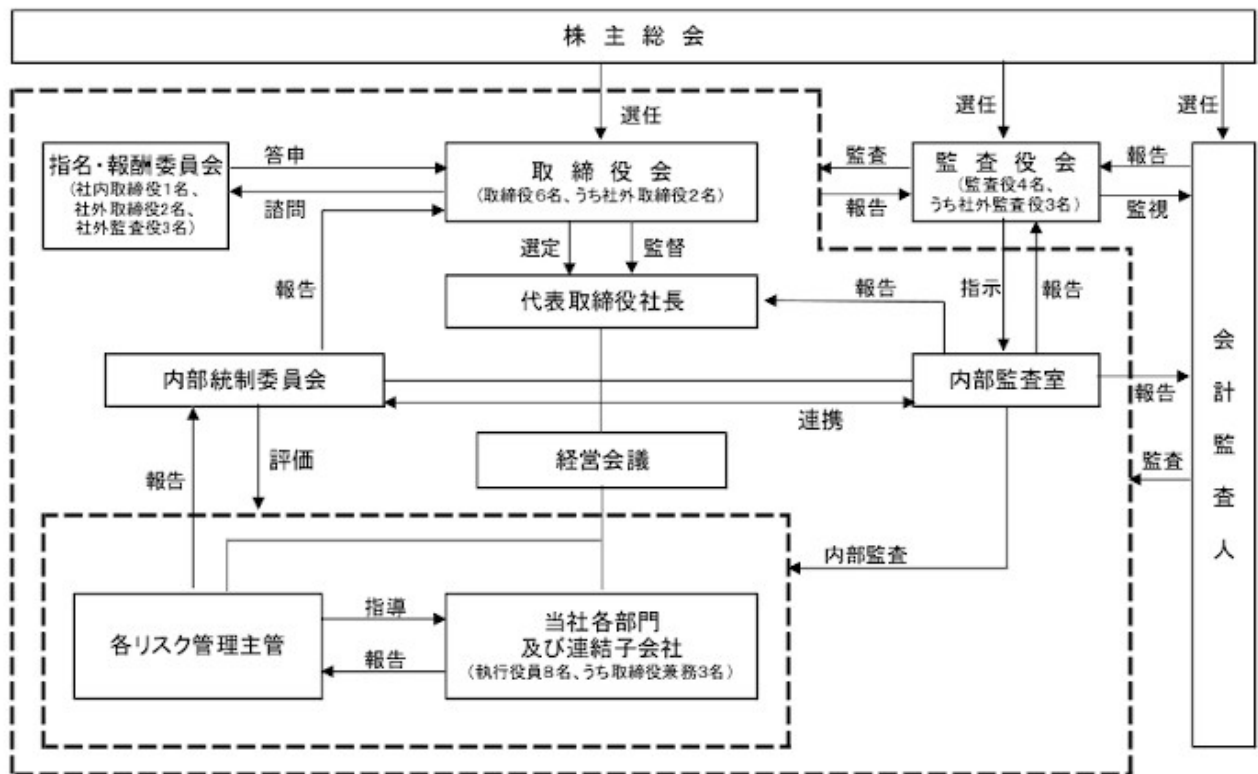 株主総会
選任
選任
選任
指名・報酬委員会
(社内取締役1名、
社外取締役2名、
社外監査役3名)
答申
諮問
取締役会
(取締役6名、うち社外取締役2名)
監査
報告
監査役会
(監査役4名、
うち社外監査役3名)
報告
監視
選定
監督
報告
代表取締役社長
報告
指示
報告
会計監査人
内部統制委員会
内部監査室
報告
連携
報告
評価
経営会議
監査
内部監査
各リスク管理主管
指導
報告
当社各部門
及び連結子会社
(執行役員8名、うち取締役兼務3名)